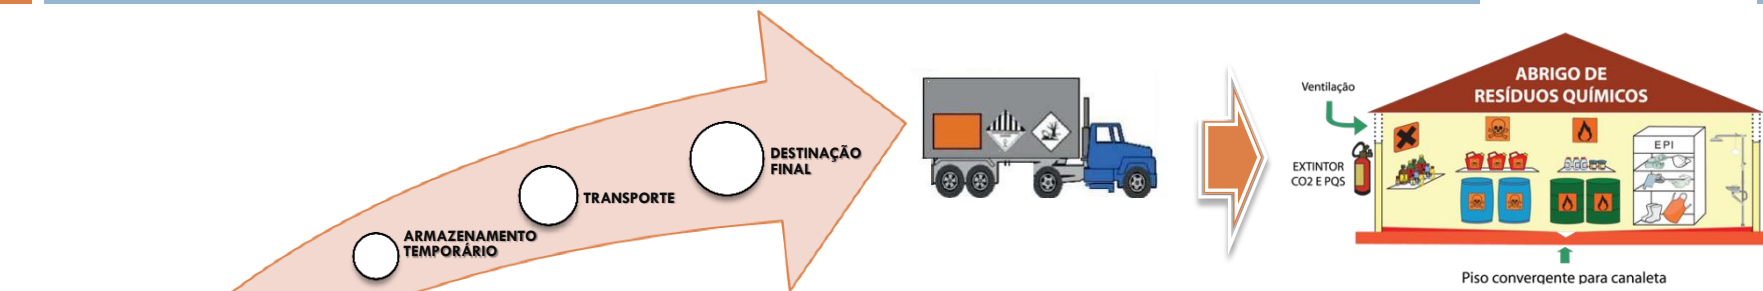 ARMAZENAMENTO
TEMPORÁRIO
TRANSPORTE
DESTINAÇÃO
FINAL
Ventilação
EXTINTOR
CO2 E PQS
ABRIGO DE
RESÍDUOS QUÍMICOS
EPI
Piso convergente para canaleta